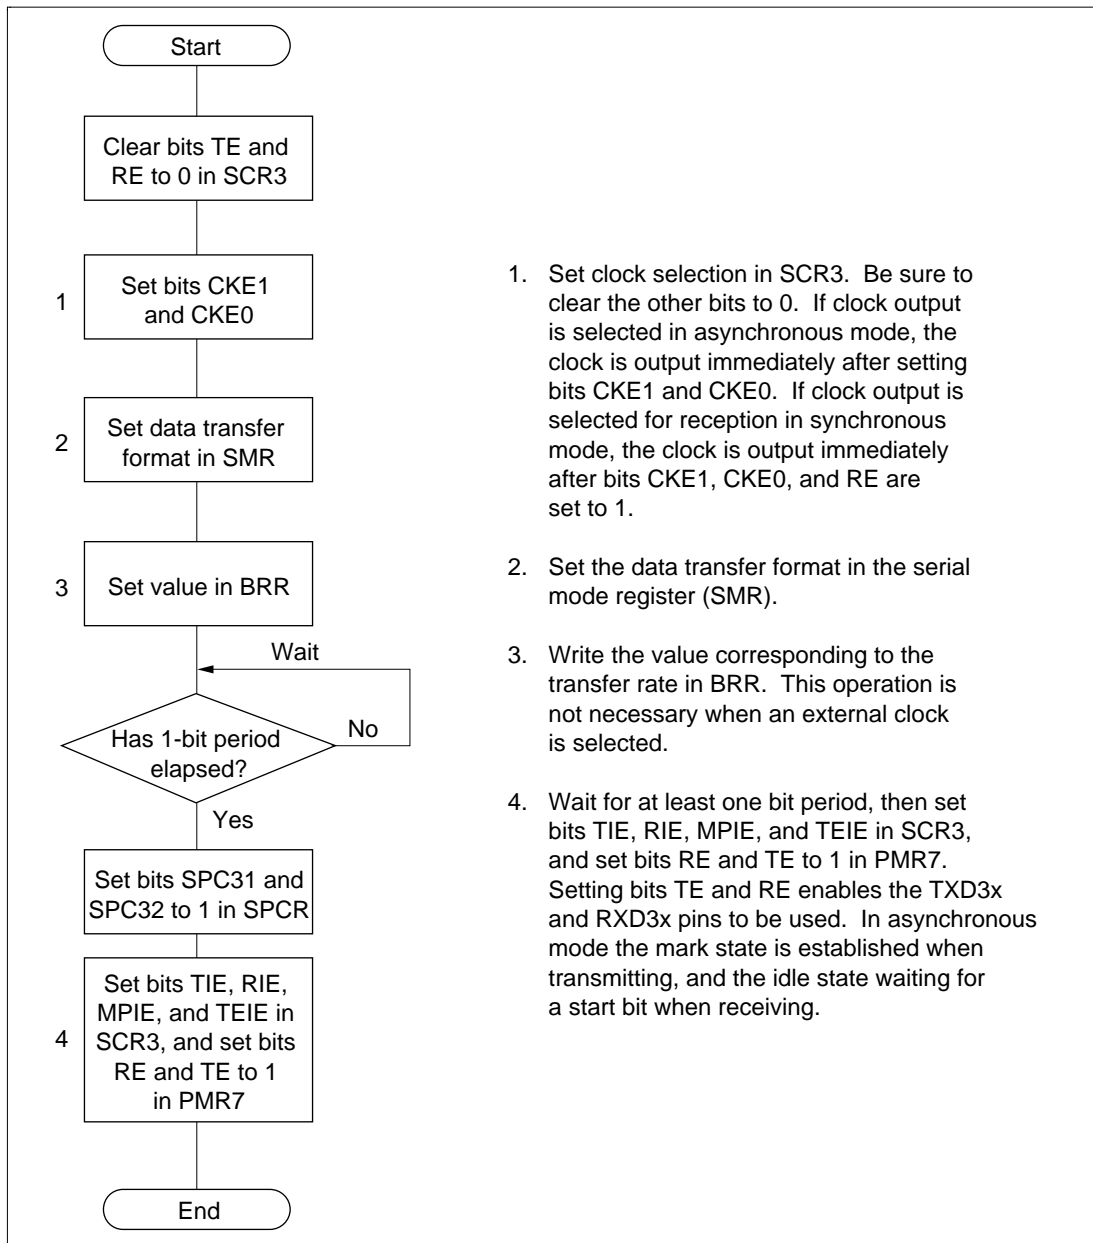 Start
Clear bits TE and
RE to 0 in SCR3
1
Set bits CKE1
and CKE0
2
Set data transfer
format in SMR
3
Set value in BRR
Wait
Has 1-bit period
elapsed?
No
Yes
Set bits SPC31 and
SPC32 to 1 in SPCR
4
Set bits TIE, RIE,
MPIE, and TEIE in
SCR3, and set bits
RE and TE to 1
in PMR7
End
1. Set clock selection in SCR3. Be sure to
clear the other bits to 0. If clock output
is selected in asynchronous mode, the
clock is output immediately after setting
bits CKE1 and CKE0. If clock output is
selected for reception in synchronous
mode, the clock is output immediately
after bits CKE1, CKE0, and RE are
set to 1.
2. Set the data transfer format in the serial
mode register (SMR).
3. Write the value corresponding to the
transfer rate in BRR. This operation is
not necessary when an external clock
is selected.
4. Wait for at least one bit period, then set
bits TIE, RIE, MPIE, and TEIE in SCR3,
and set bits RE and TE to 1 in PMR7.
Setting bits TE and RE enables the TXD3x
and RXD3x pins to be used. In asynchronous
mode the mark state is established when
transmitting, and the idle state waiting for
a start bit when receiving.